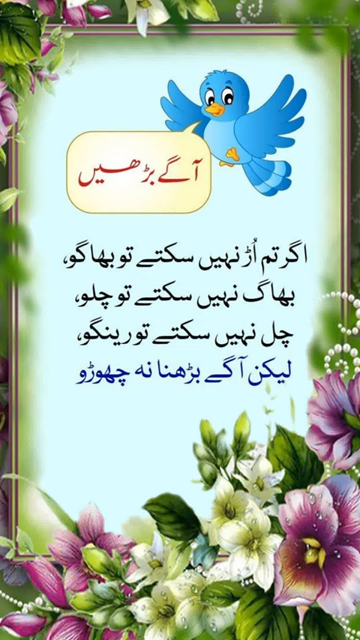 آگے بڑھیں
اگر تم اُڑ نہیں سکتے تو بھاگو،
بھاگ نہیں سکتے تو چلو،
چل نہیں سکتے تو رینگو،
لیکن آگے بڑھنا نہ چھوڑو